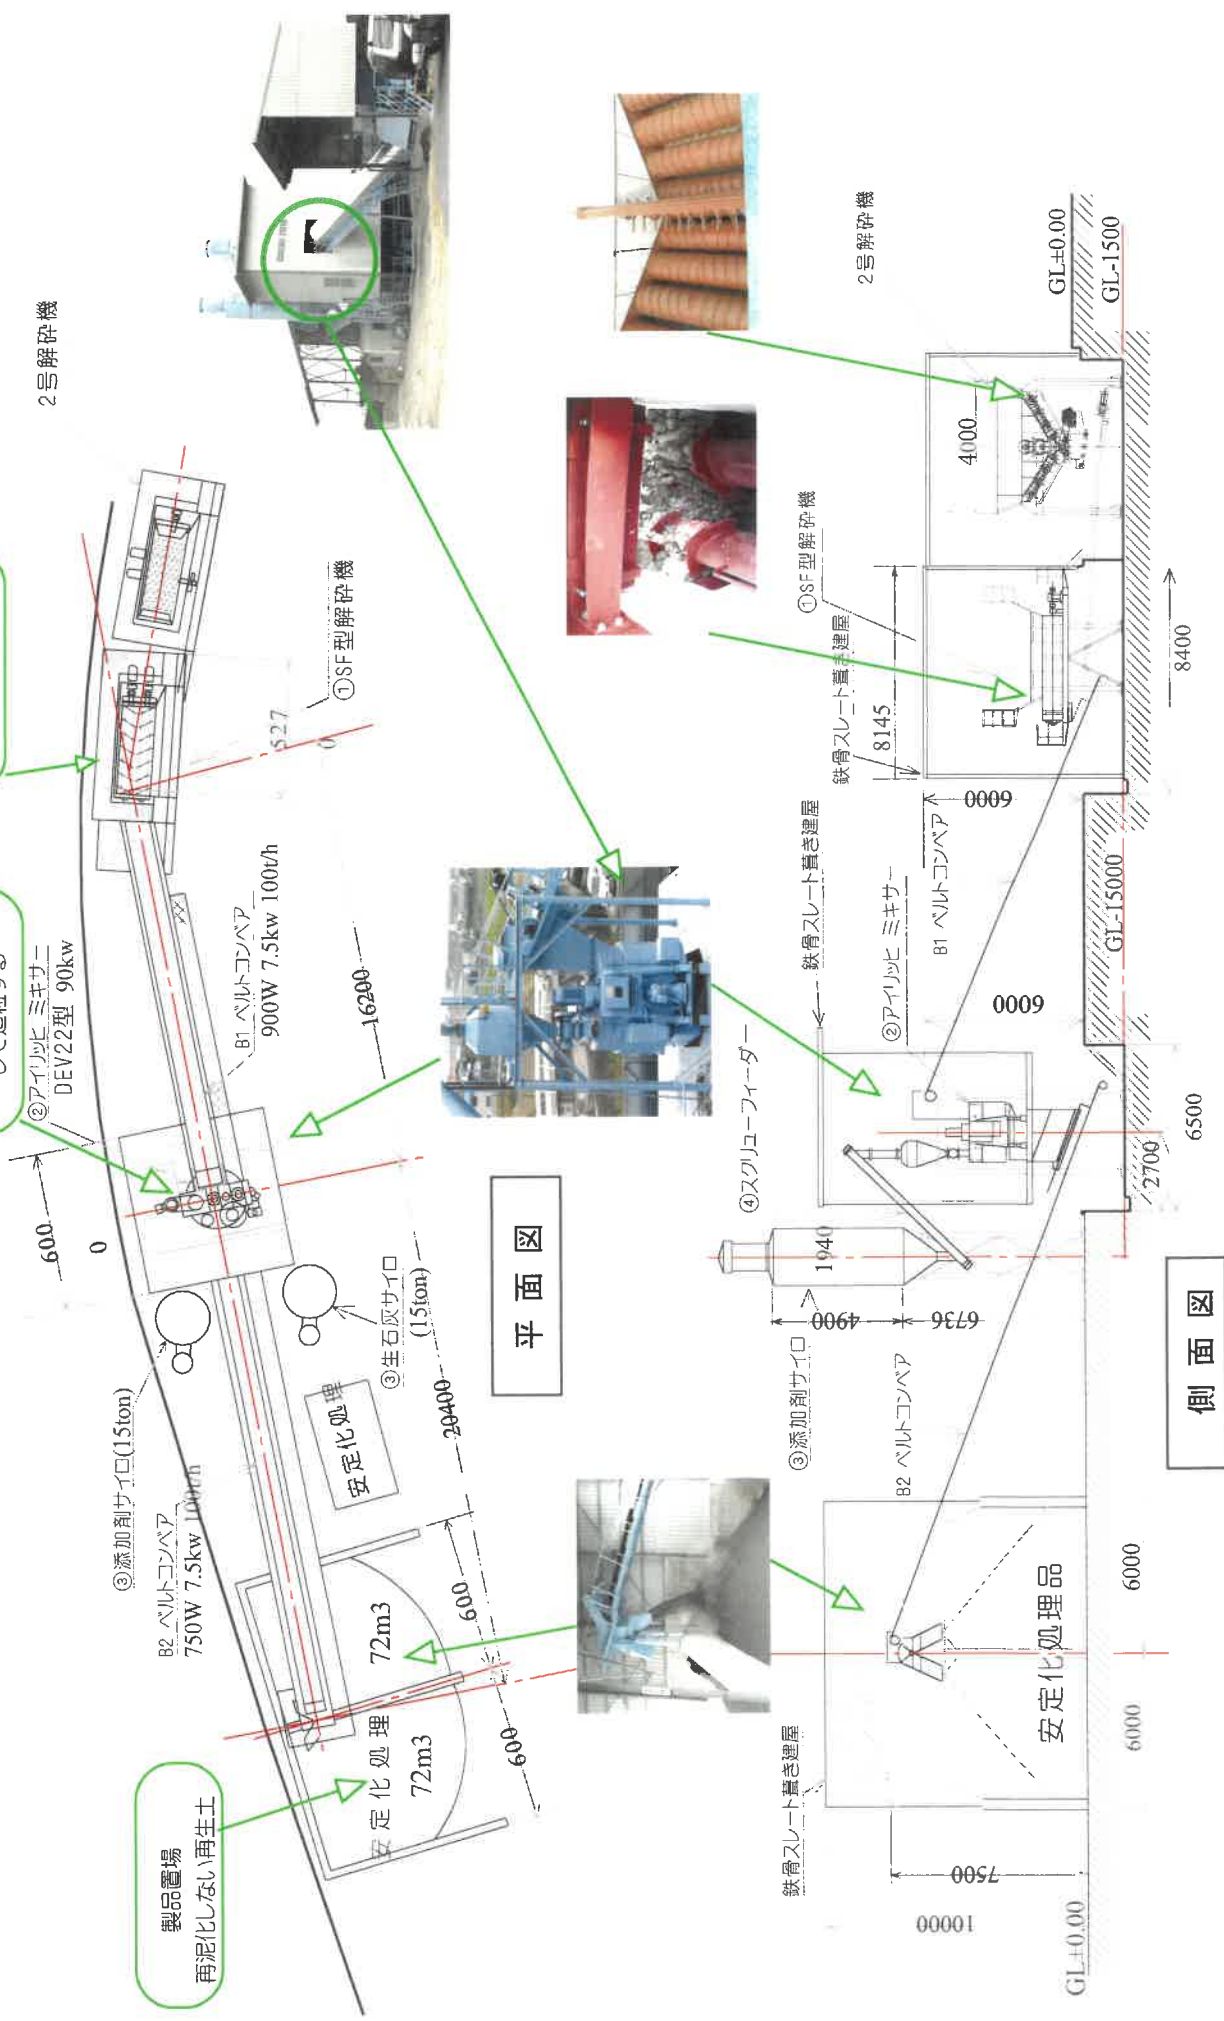 製品置場
再泥化しない再生土
して造粒する
②アイリッヒ ミキサー
DEV22型 90kw
600
0
③添加剤サイロ(15ton)
B2 ベルトコンベア
750W 7.5kw 100t/h
安定化処理
72m3
72m3
600
600
安定化処理
20400
③生石灰サイロ
(15ton)
B1 ベルトコンベア
900W 7.5kw 100t/h
16200
527
0
①SF型解砕機
2号解砕機
平面図
鉄骨スレート葺き建屋
10000
7500
GL±0.00
安定化処理品
6000
6000
B2 ベルトコンベア
③添加剤サイロ
4900
6736
1940
④スクリューフィーダー
鉄骨スレート葺き建屋
②アイリッヒ ミキサー
B1 ベルトコンベア
6000
2700
6500
GL-15000
6000
鉄骨スレート葺き建屋
8145
①SF型解砕機
8400
4000
2号解砕機
GL±0.00
GL-1500
側面図